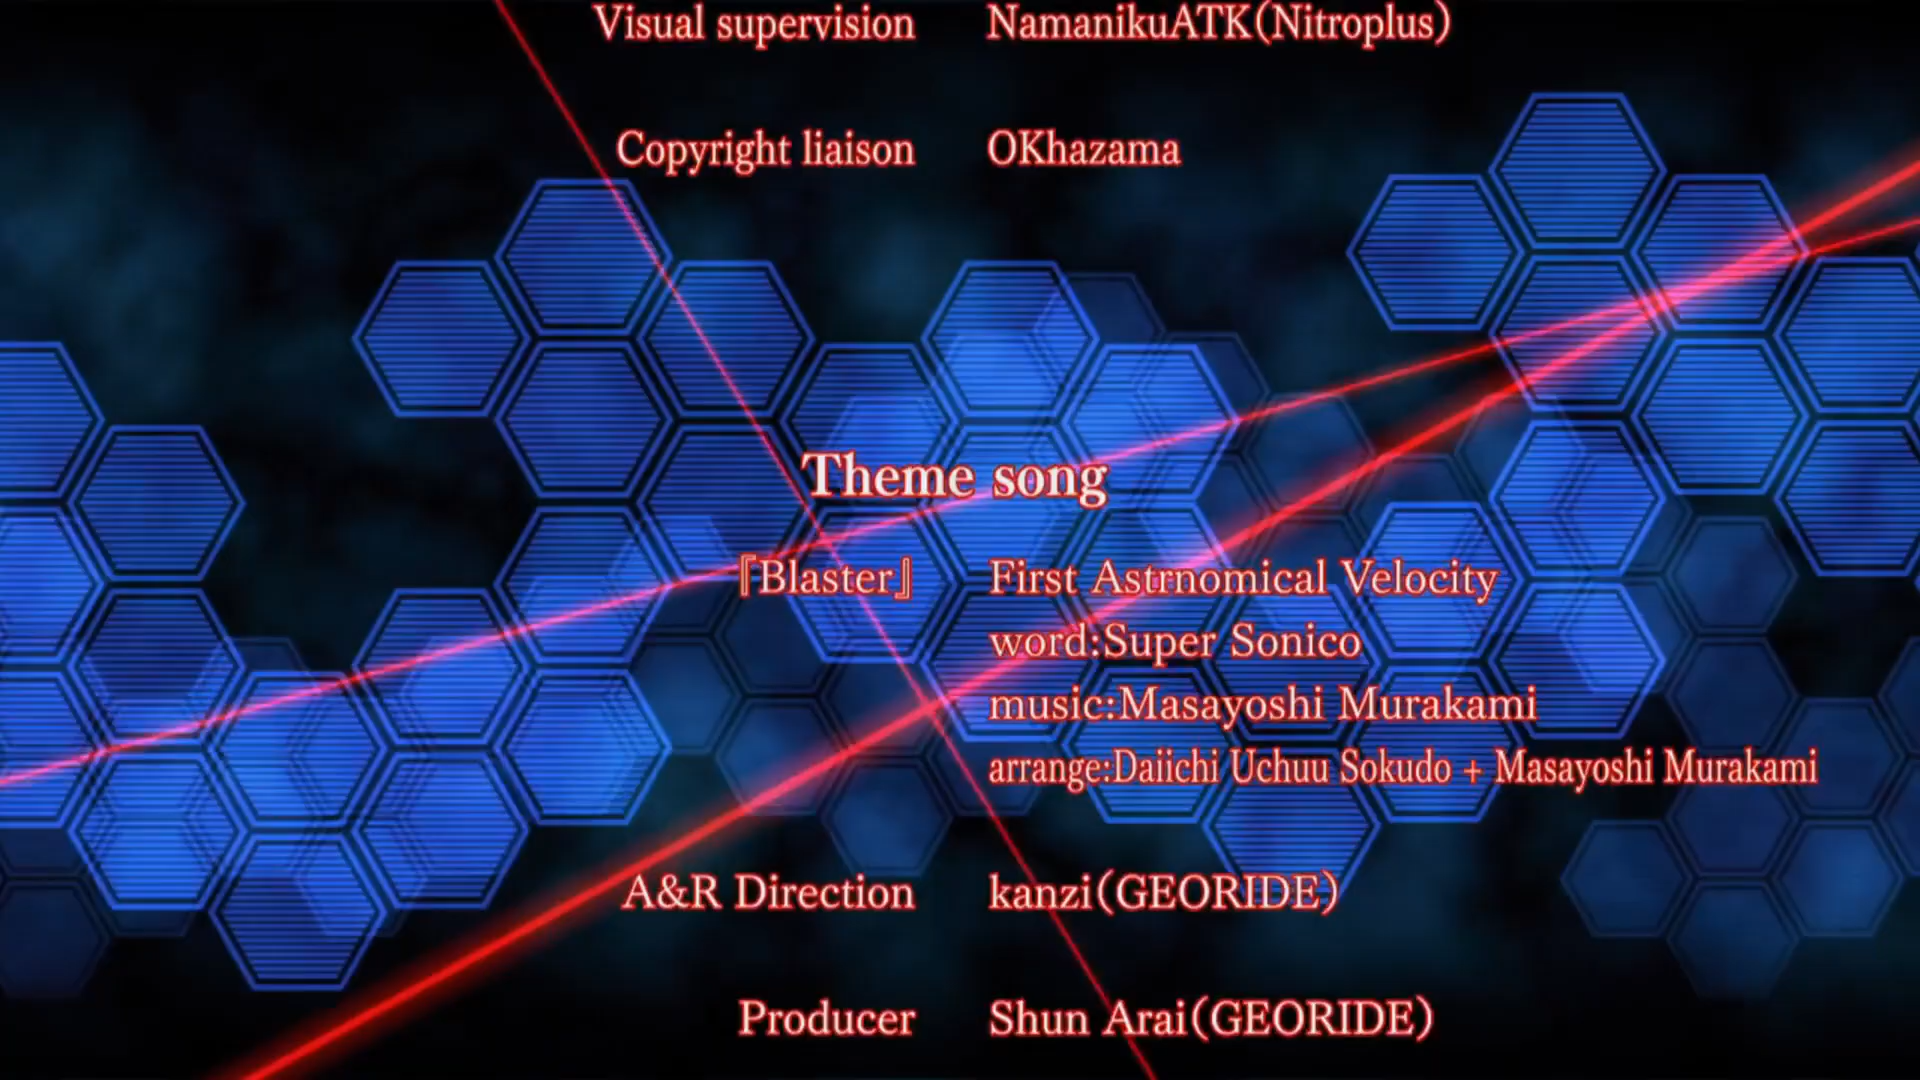 Visual supervision NamanikuATK(Nitroplus)
Copyright liaison OKhazama
Theme song
『Blaster』 First Astrnomical Velocity
word:Super Sonico
music:Masayoshi Murakami
arrange:Daiichi Uchuu Sokudo + Masayoshi Murakami
A&R Direction kanzi(GEORIDE)
Producer Shun Arai(GEORIDE)